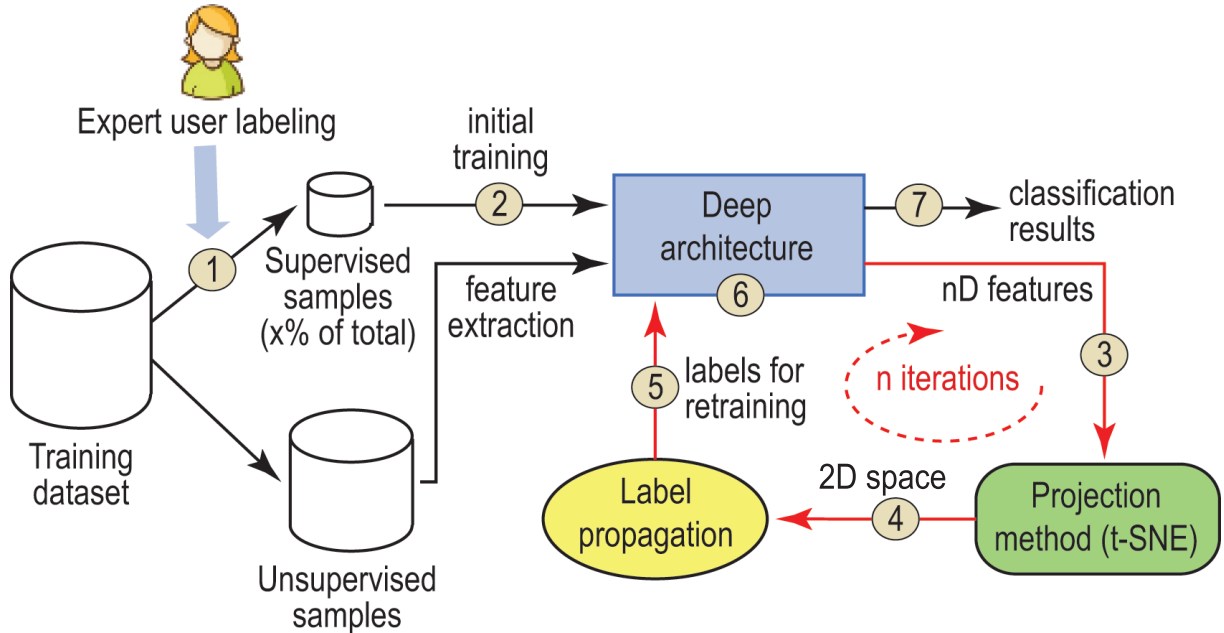 Expert user labeling
initial
training
2
Deep
architecture
6
7
classification
results
1
Supervised
samples
(x% of total)
feature
extraction
nD features
3
n iterations
5
labels for
retraining
Training
dataset
Unsupervised
samples
Label
propagation
2D space
4
Projection
method (t-SNE)